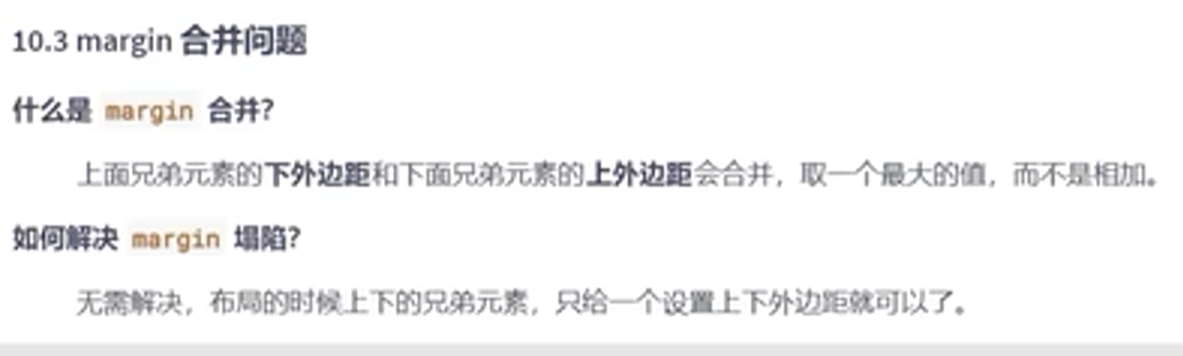 10.3 margin 合并问题
什么是 margin 合并？
上面兄弟元素的下外边距和下面兄弟元素的上外边距会合并，取一个最大的值，而不是相加。
如何解决 margin 塌陷？
无需解决，布局的时候上下的兄弟元素，只给一个设置上下外边距就可以了。